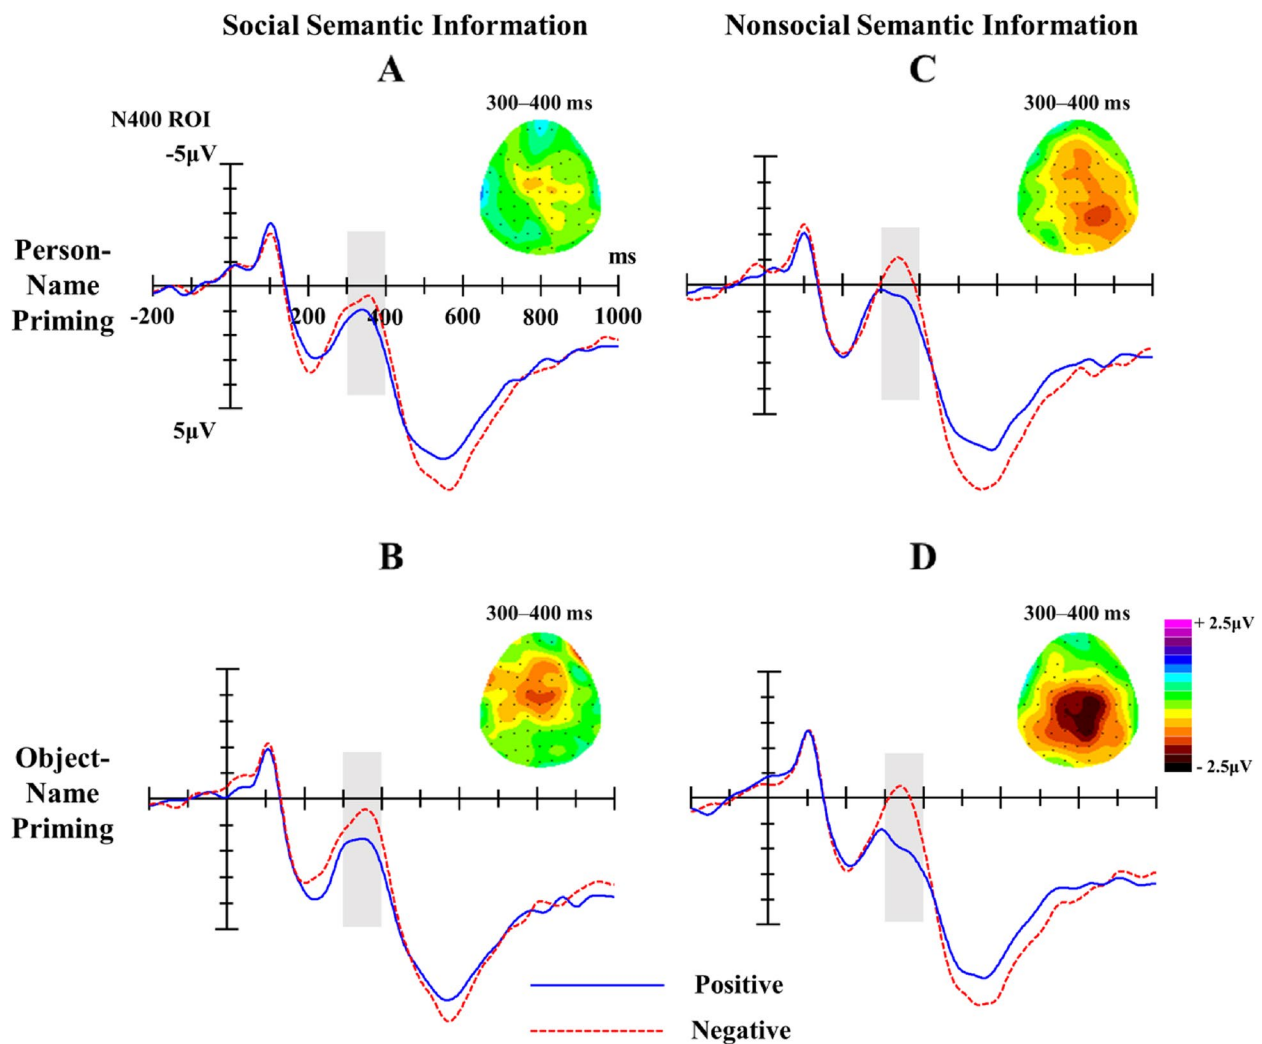 Social Semantic Information
Nonsocial Semantic Information
A
C
300–400 ms
300–400 ms
N400 ROI
-5μV
ms
Person-
Name
Priming
-200
200
400
600
800
1000
5μV
B
D
300–400 ms
300–400 ms
+ 2.5μV
- 2.5μV
Object-
Name
Priming
Positive
Negative